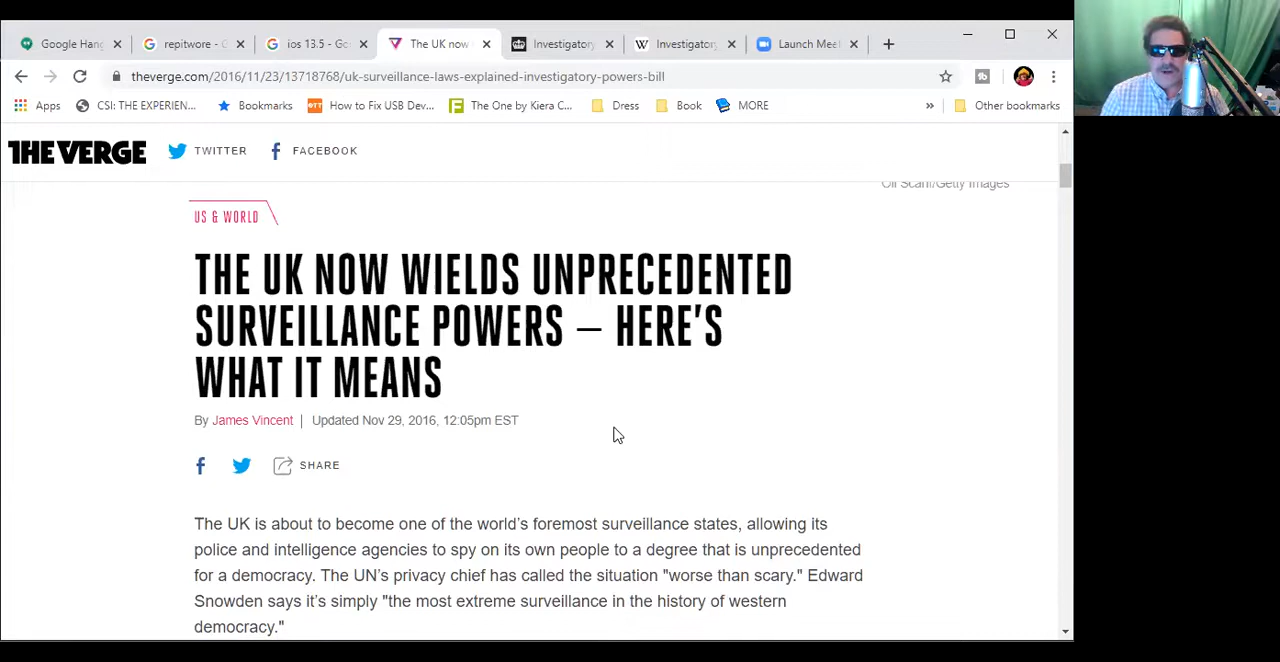 Google Hang
repitwore - G
ios 13.5 - Go
The UK now
Investigatory
Investigatory
Launch Mee
theverge.com/2016/11/23/13718768/uk-surveillance-laws-explained-investigatory-powers-bill
Apps
CSI: THE EXPERIEN...
Bookmarks
How to Fix USB Dev...
The One by Kiera C...
Dress
Book
MORE
»
Other bookmarks
THE VERGE
TWITTER
FACEBOOK
Oli Scarff/Getty Images
US & WORLD
THE UK NOW WIELDS UNPRECEDENTED
SURVEILLANCE POWERS — HERE'S
WHAT IT MEANS
By James Vincent | Updated Nov 29, 2016, 12:05pm EST
SHARE
The UK is about to become one of the world's foremost surveillance states, allowing its
police and intelligence agencies to spy on its own people to a degree that is unprecedented
for a democracy. The UN's privacy chief has called the situation "worse than scary." Edward
Snowden says it's simply "the most extreme surveillance in the history of western
democracy."